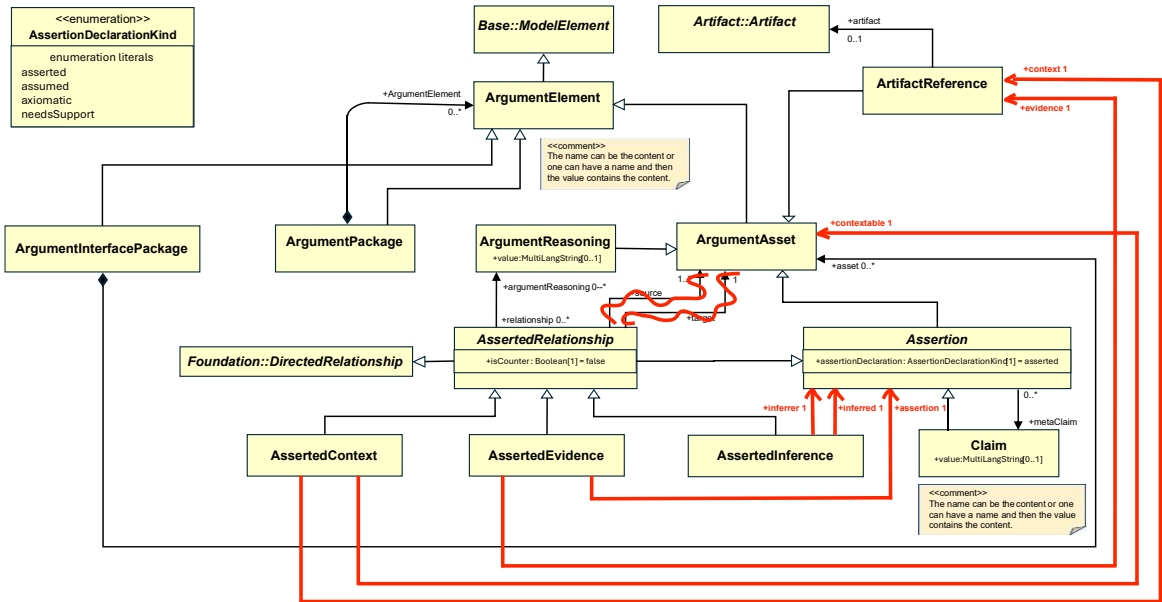 <<enumeration>>
AssertionDeclarationKind
enumeration literals
asserted
assumed
axiomatic
needsSupport
Base::ModelElement
Artifact::Artifact
+artifact
0..1
+ArgumentElement
0..*
ArgumentElement
ArtifactReference
+context 1
+evidence 1
<<comment>>
The name can be the content or
one can have a name and then
the value contains the content.
ArgumentInterfacePackage
ArgumentPackage
ArgumentReasoning
+value:MultiLangString[0..1]
ArgumentAsset
+contextable 1
+asset 0..*
+argumentReasoning 0--*
1..
+source
1
+relationship 0..*
+target
Foundation::DirectedRelationship
AssertedRelationship
+isCounter: Boolean[1] = false
Assertion
+assertionDeclaration: AssertionDeclarationKind[1] = asserted
+inferrer 1
+inferred 1
+assertion 1
0..*
+metaClaim
AssertedContext
AssertedEvidence
AssertedInference
Claim
+value:MultiLangString[0..1]
<<comment>>
The name can be the content or one
can have a name and then the value
contains the content.